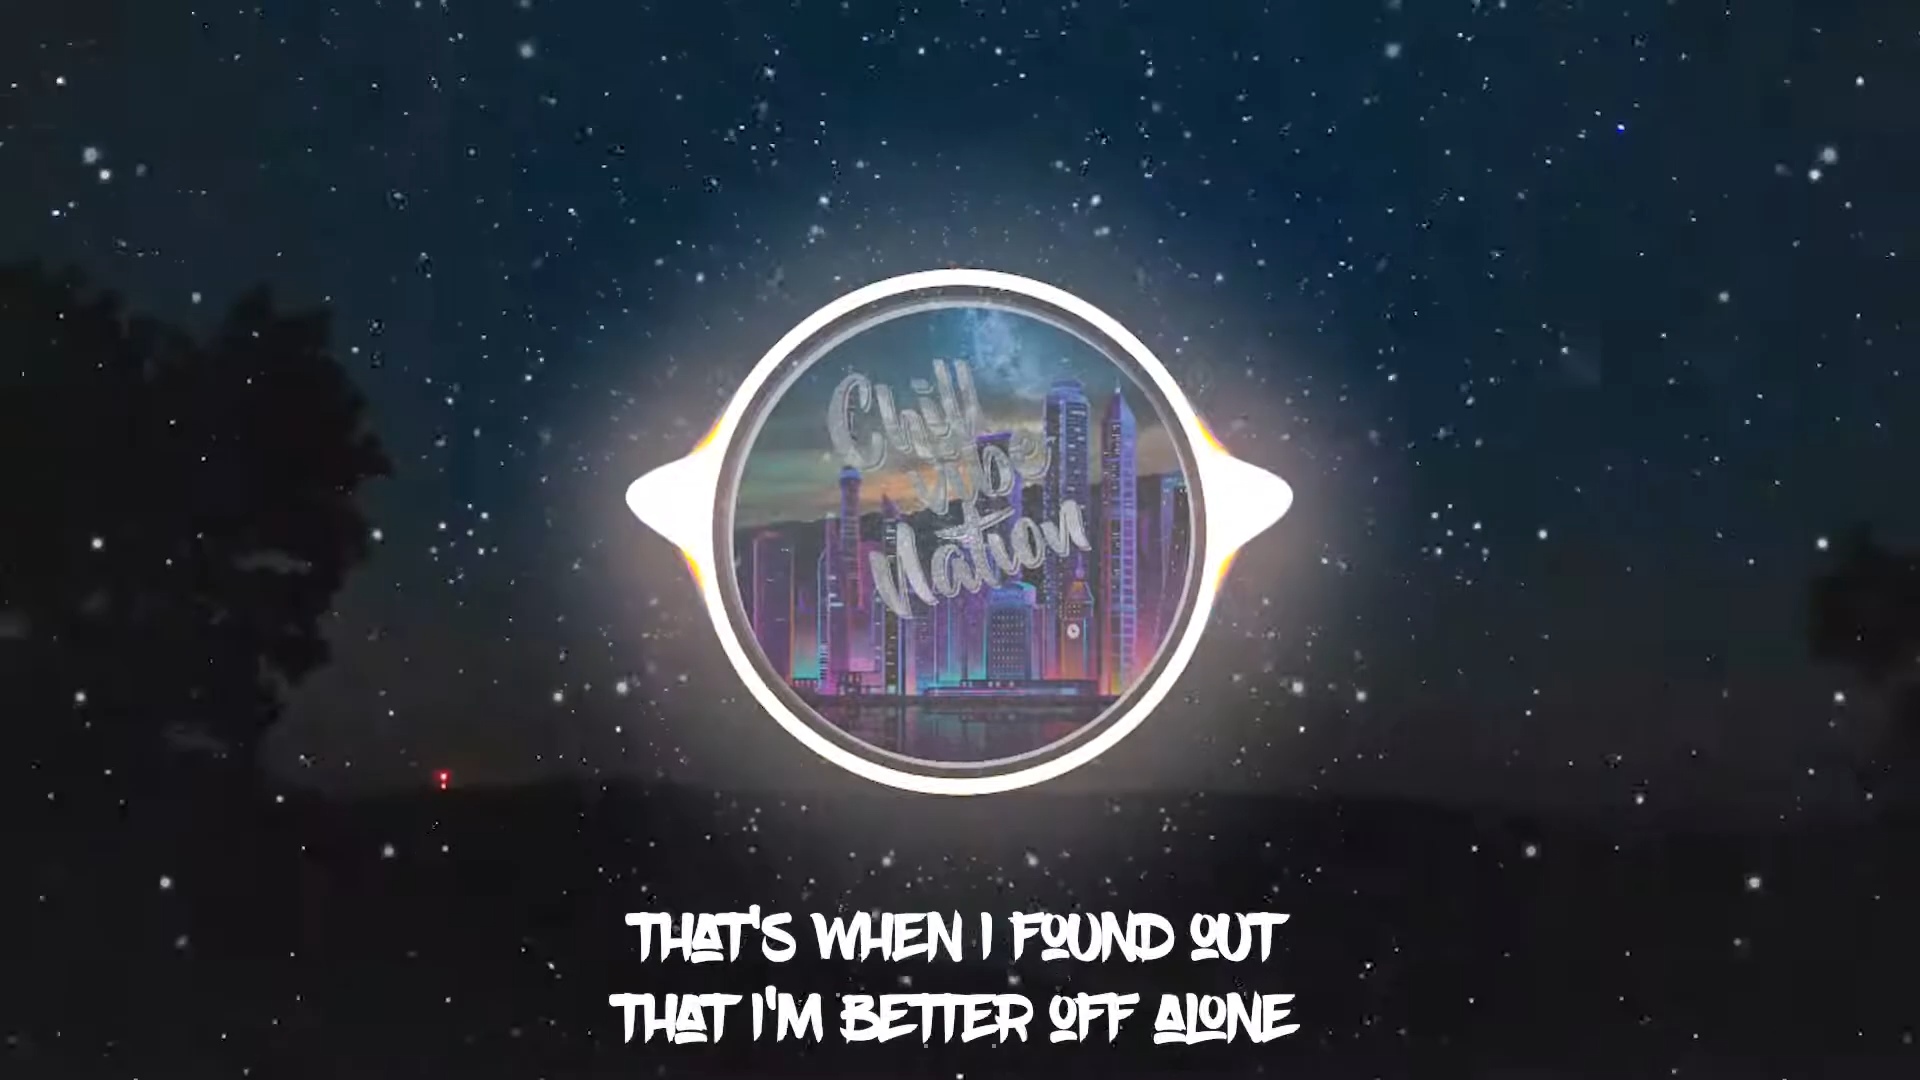 Chill
vibe
Nation
THAT'S WHEN I FOUND OUT
THAT I'M BETTER OFF ALONE